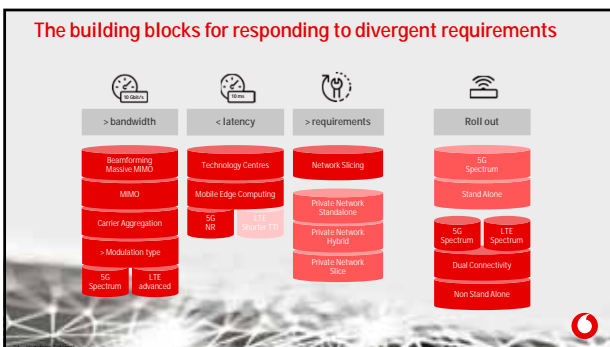 The building blocks for responding to divergent requirements
10 Gbit/s
10 ms
> bandwidth
< latency
> requirements
Roll out
Beamforming
Massive MIMO
MIMO
Carrier Aggregation
> Modulation type
5G
Spectrum
LTE
advanced
Technology Centres
Mobile Edge Computing
5G
NR
LTE
Shorter TTI
Network Slicing
Private Network
Standalone
Private Network
Hybrid
Private Network
Slice
5G
Spectrum
Stand Alone
5G
Spectrum
LTE
Spectrum
Dual Connectivity
Non Stand Alone